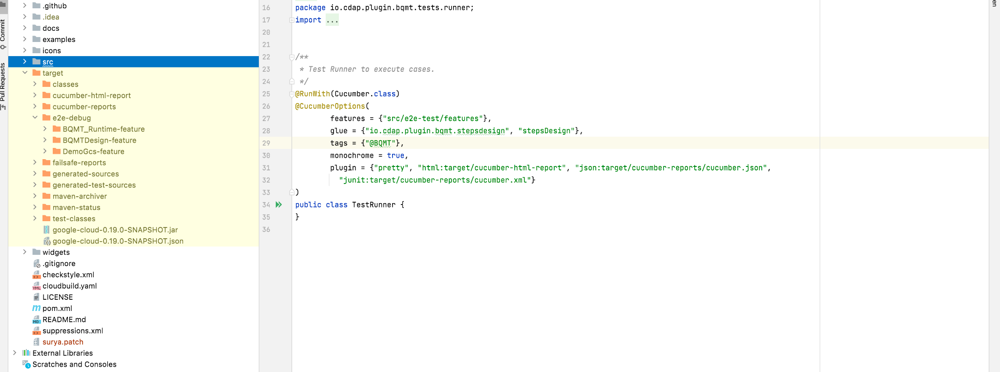 Commit
Pull Requests
.github
.idea
docs
examples
icons
src
target
classes
cucumber-html-report
cucumber-reports
e2e-debug
BQMT_Runtime-feature
BQMTDesign-feature
DemoGcs-feature
failsafe-reports
generated-sources
generated-test-sources
maven-archiver
maven-status
test-classes
google-cloud-0.19.0-SNAPSHOT.jar
google-cloud-0.19.0-SNAPSHOT.json
widgets
.gitignore
checkstyle.xml
cloudbuild.yaml
LICENSE
pom.xml
README.md
suppressions.xml
surya.patch
External Libraries
Scratches and Consoles
16 package io.cdap.plugin.bqmt.tests.runner;
17 import ...
20
21
22 /**
23 * Test Runner to execute cases.
24 */
25 @RunWith(Cucumber.class)
26 @CucumberOptions(
27 features = {"src/e2e-test/features"},
28 glue = {"io.cdap.plugin.bqmt.stepsdesign", "stepsDesign"},
29 tags = {"@BQMT"},
30 monochrome = true,
31 plugin = {"pretty", "html:target/cucumber-html-report", "json:target/cucumber-reports/cucumber.json",
32 "junit:target/cucumber-reports/cucumber.xml"}
33 )
34 public class TestRunner {
35 }
36